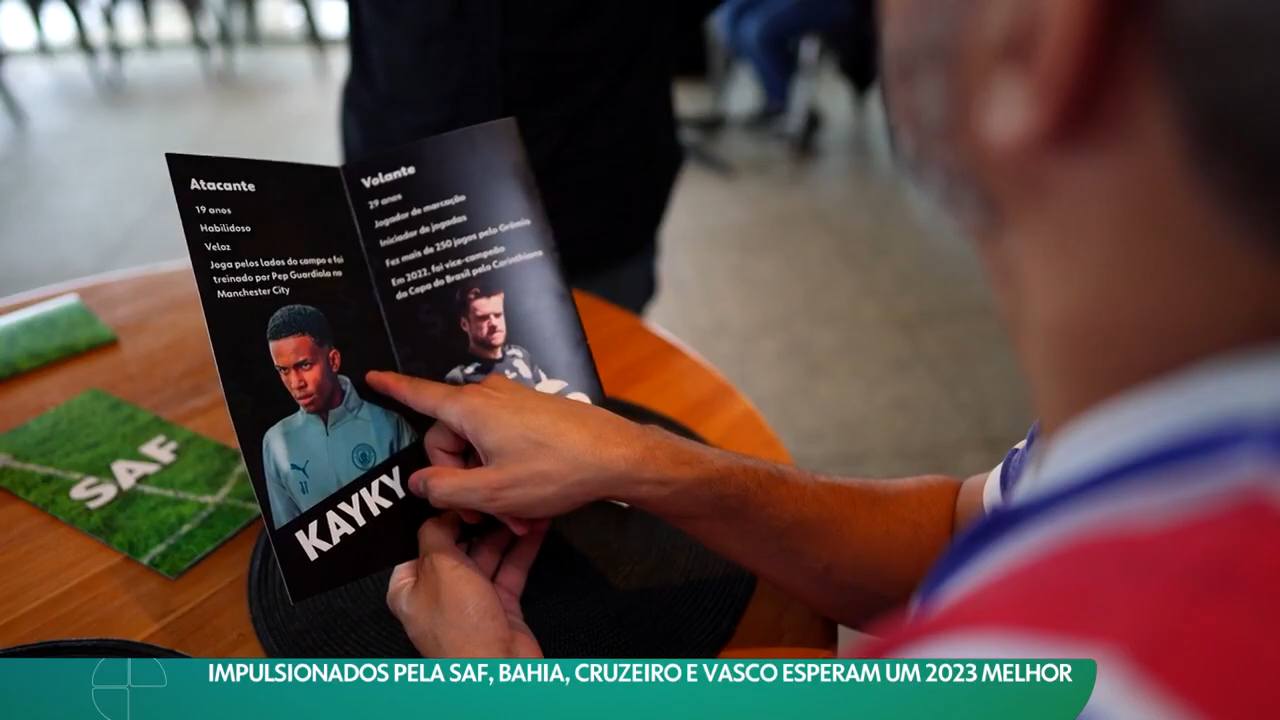 Atacante
19 anos
Habilidoso
Veloz
Joga pelos lados do campo e foi
treinado por Pep Guardiola no
Manchester City
KAYKY
Volante
29 anos
Jogador de marcação
Iniciador de jogadas
Fez mais de 250 jogos pelo Grêmio
Em 2022, foi vice-campeão
da Copa do Brasil pelo Corinthians
SAF
IMPULSIONADOS PELA SAF, BAHIA, CRUZEIRO E VASCO ESPERAM UM 2023 MELHOR